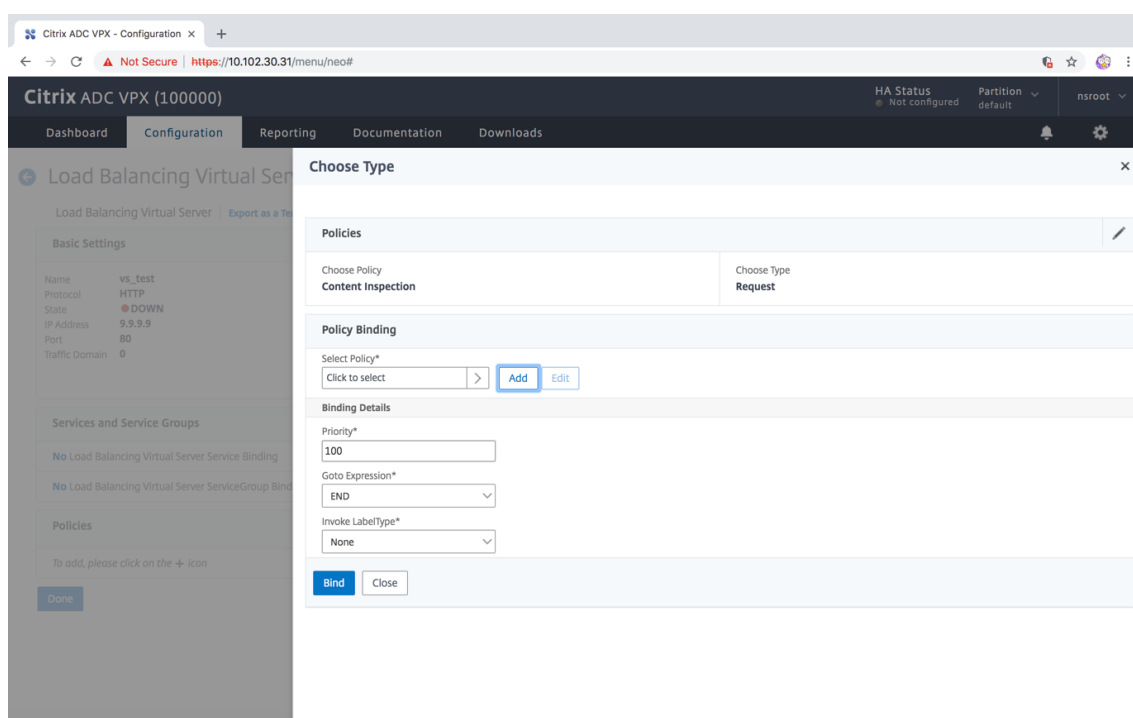 Citrix ADC VPX - Configuration
Not Secure | https://10.102.30.31/menu/neo#
Citrix ADC VPX (100000)
HA Status
Not configured
Partition
default
nsroot
Dashboard Configuration Reporting Documentation Downloads
Load Balancing Virtual Ser
Load Balancing Virtual Server | Export as a Te
Basic Settings
Name vs_test
Protocol HTTP
State DOWN
IP Address 9.9.9.9
Port 80
Traffic Domain 0
Services and Service Groups
No Load Balancing Virtual Server Service Binding
No Load Balancing Virtual Server ServiceGroup Bind
Policies
To add, please click on the + icon
Done
Choose Type
Policies
Choose Policy
Content Inspection
Choose Type
Request
Policy Binding
Select Policy*
Click to select Add Edit
Binding Details
Priority*
100
Goto Expression*
END
Invoke LabelType*
None
Bind Close